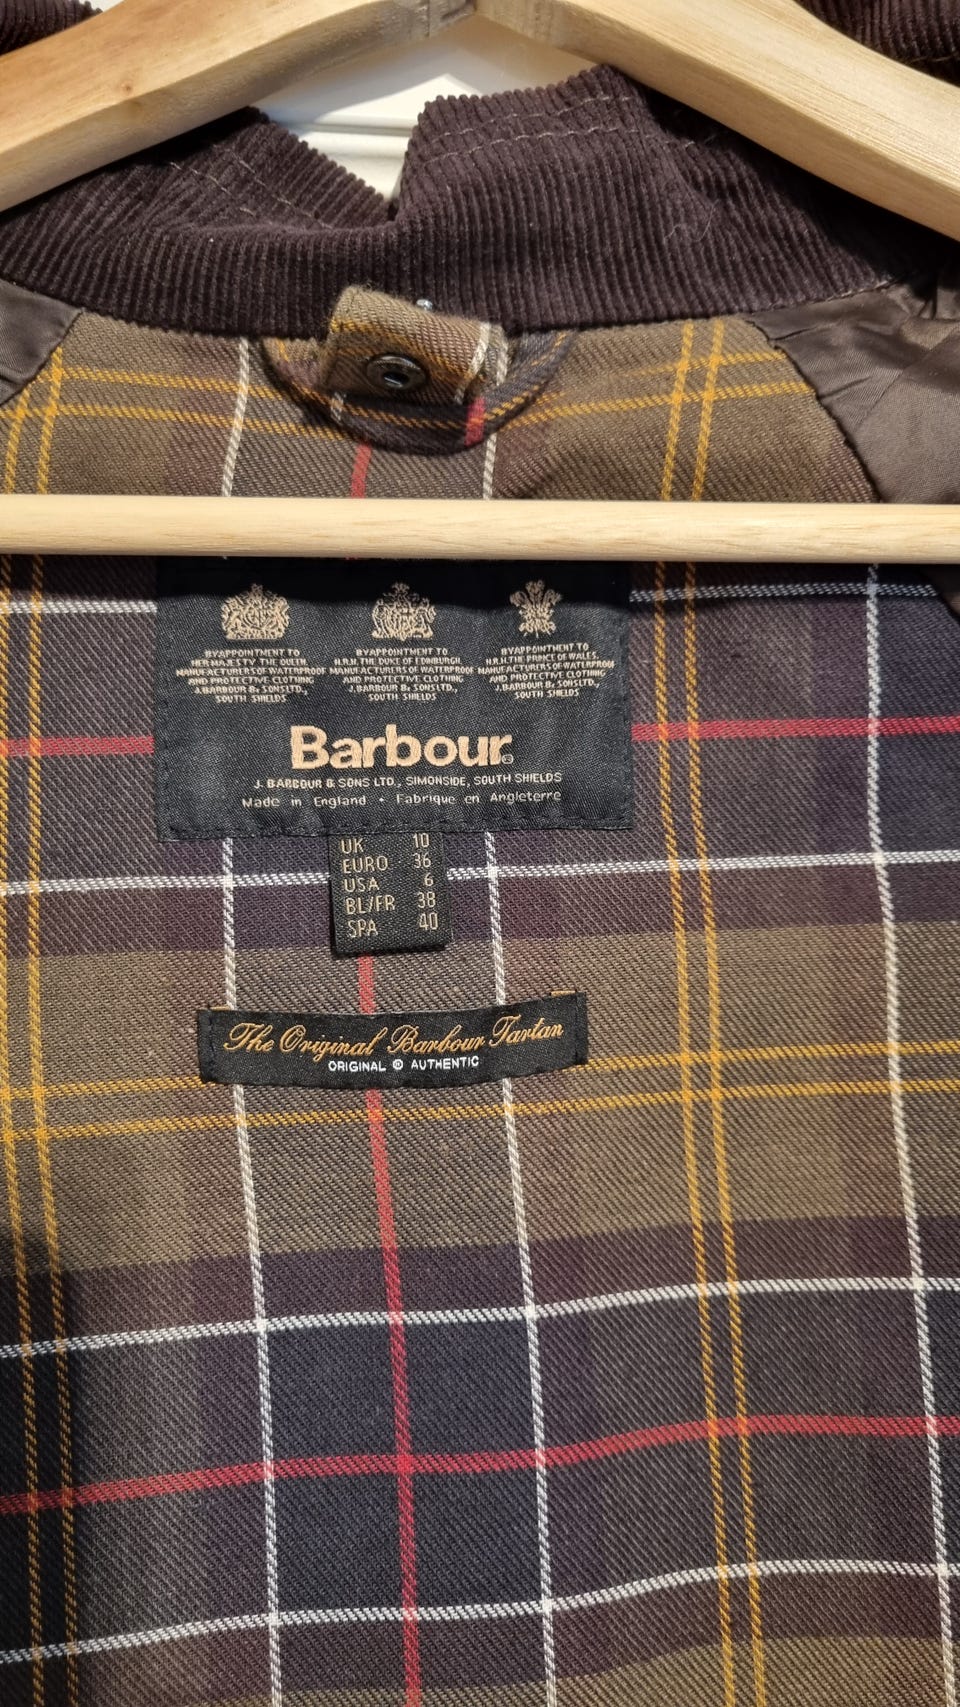 BY APPOINTMENT TO
HER MAJESTY THE QUEEN
MANUFACTURERS OF WATERPROOF
AND PROTECTIVE CLOTHING
J. BARBOUR & SONS LTD.,
SOUTH SHIELDS
BY APPOINTMENT TO
H.R.H. THE DUKE OF EDINBURGH
MANUFACTURERS OF WATERPROOF
AND PROTECTIVE CLOTHING
J. BARBOUR & SONS LTD.,
SOUTH SHIELDS
BY APPOINTMENT TO
H.R.H. THE PRINCE OF WALES,
MANUFACTURERS OF WATERPROOF
AND PROTECTIVE CLOTHING
J. BARBOUR & SONS LTD.,
SOUTH SHIELDS
Barbour®
J. BARBOUR & SONS LTD., SIMONSIDE, SOUTH SHIELDS
Made in England • Fabrique en Angleterre
UK 10
EURO 36
USA 6
BL/FR 38
SPA 40
The Original Barbour Tartan
ORIGINAL ® AUTHENTIC